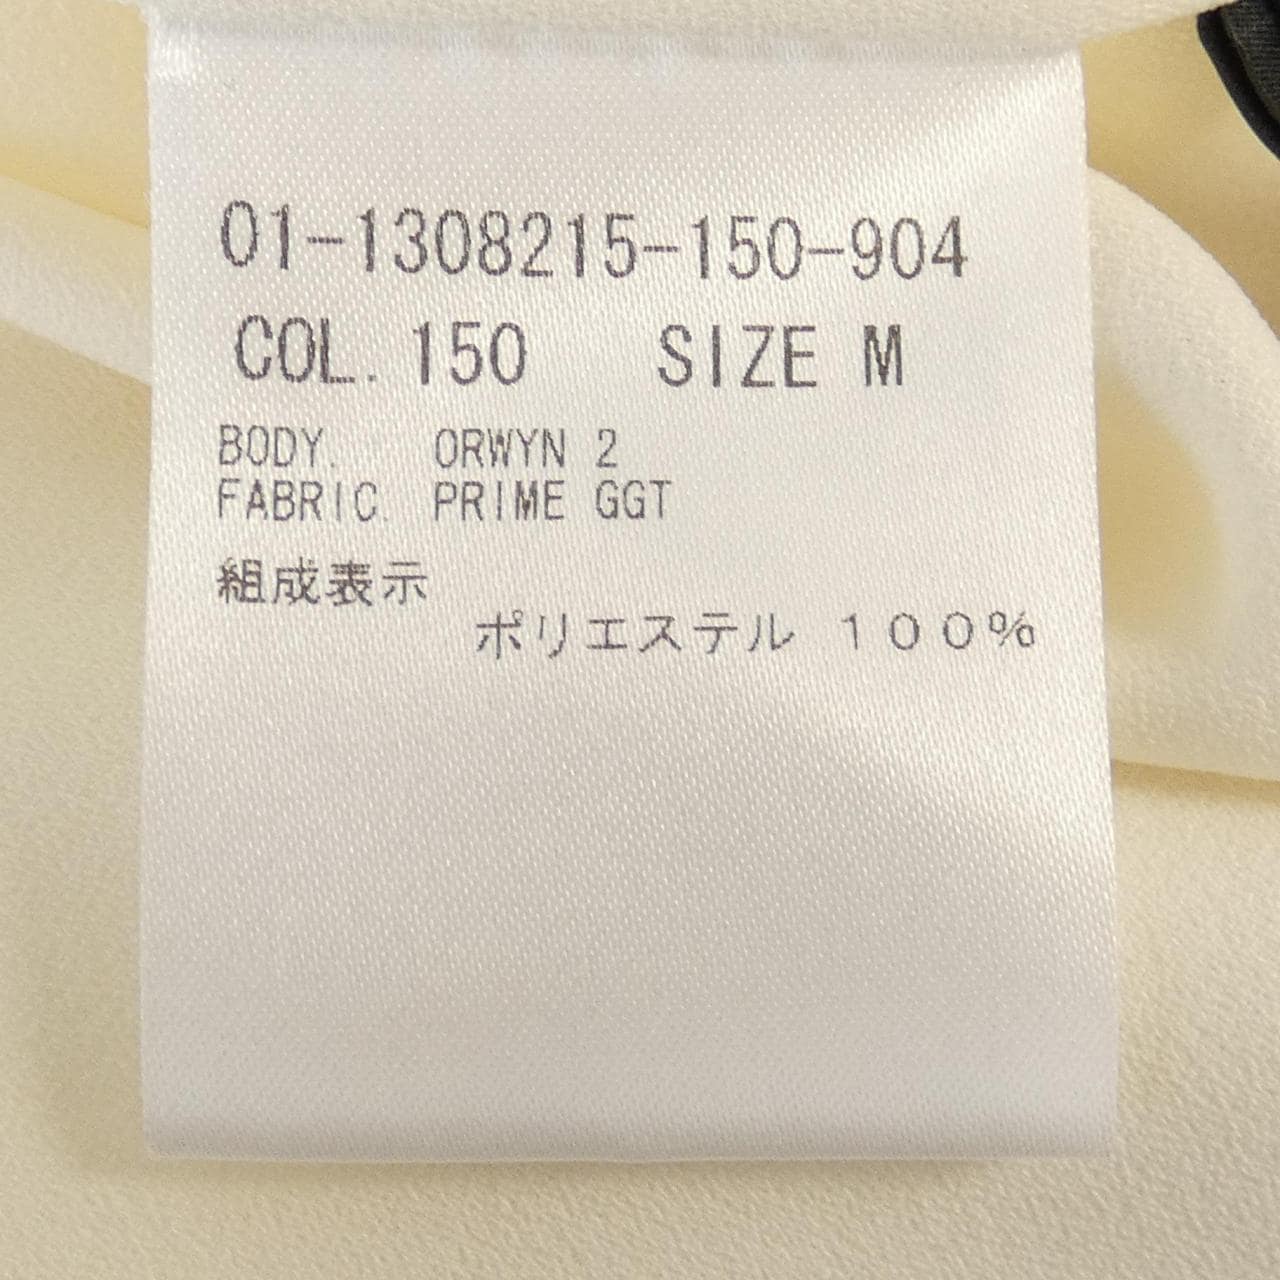 01-1308215-150-904
COL. 150 SIZE M
BODY. ORWYN 2
FABRIC. PRIME GGT
組成表示
ポリエステル １００%